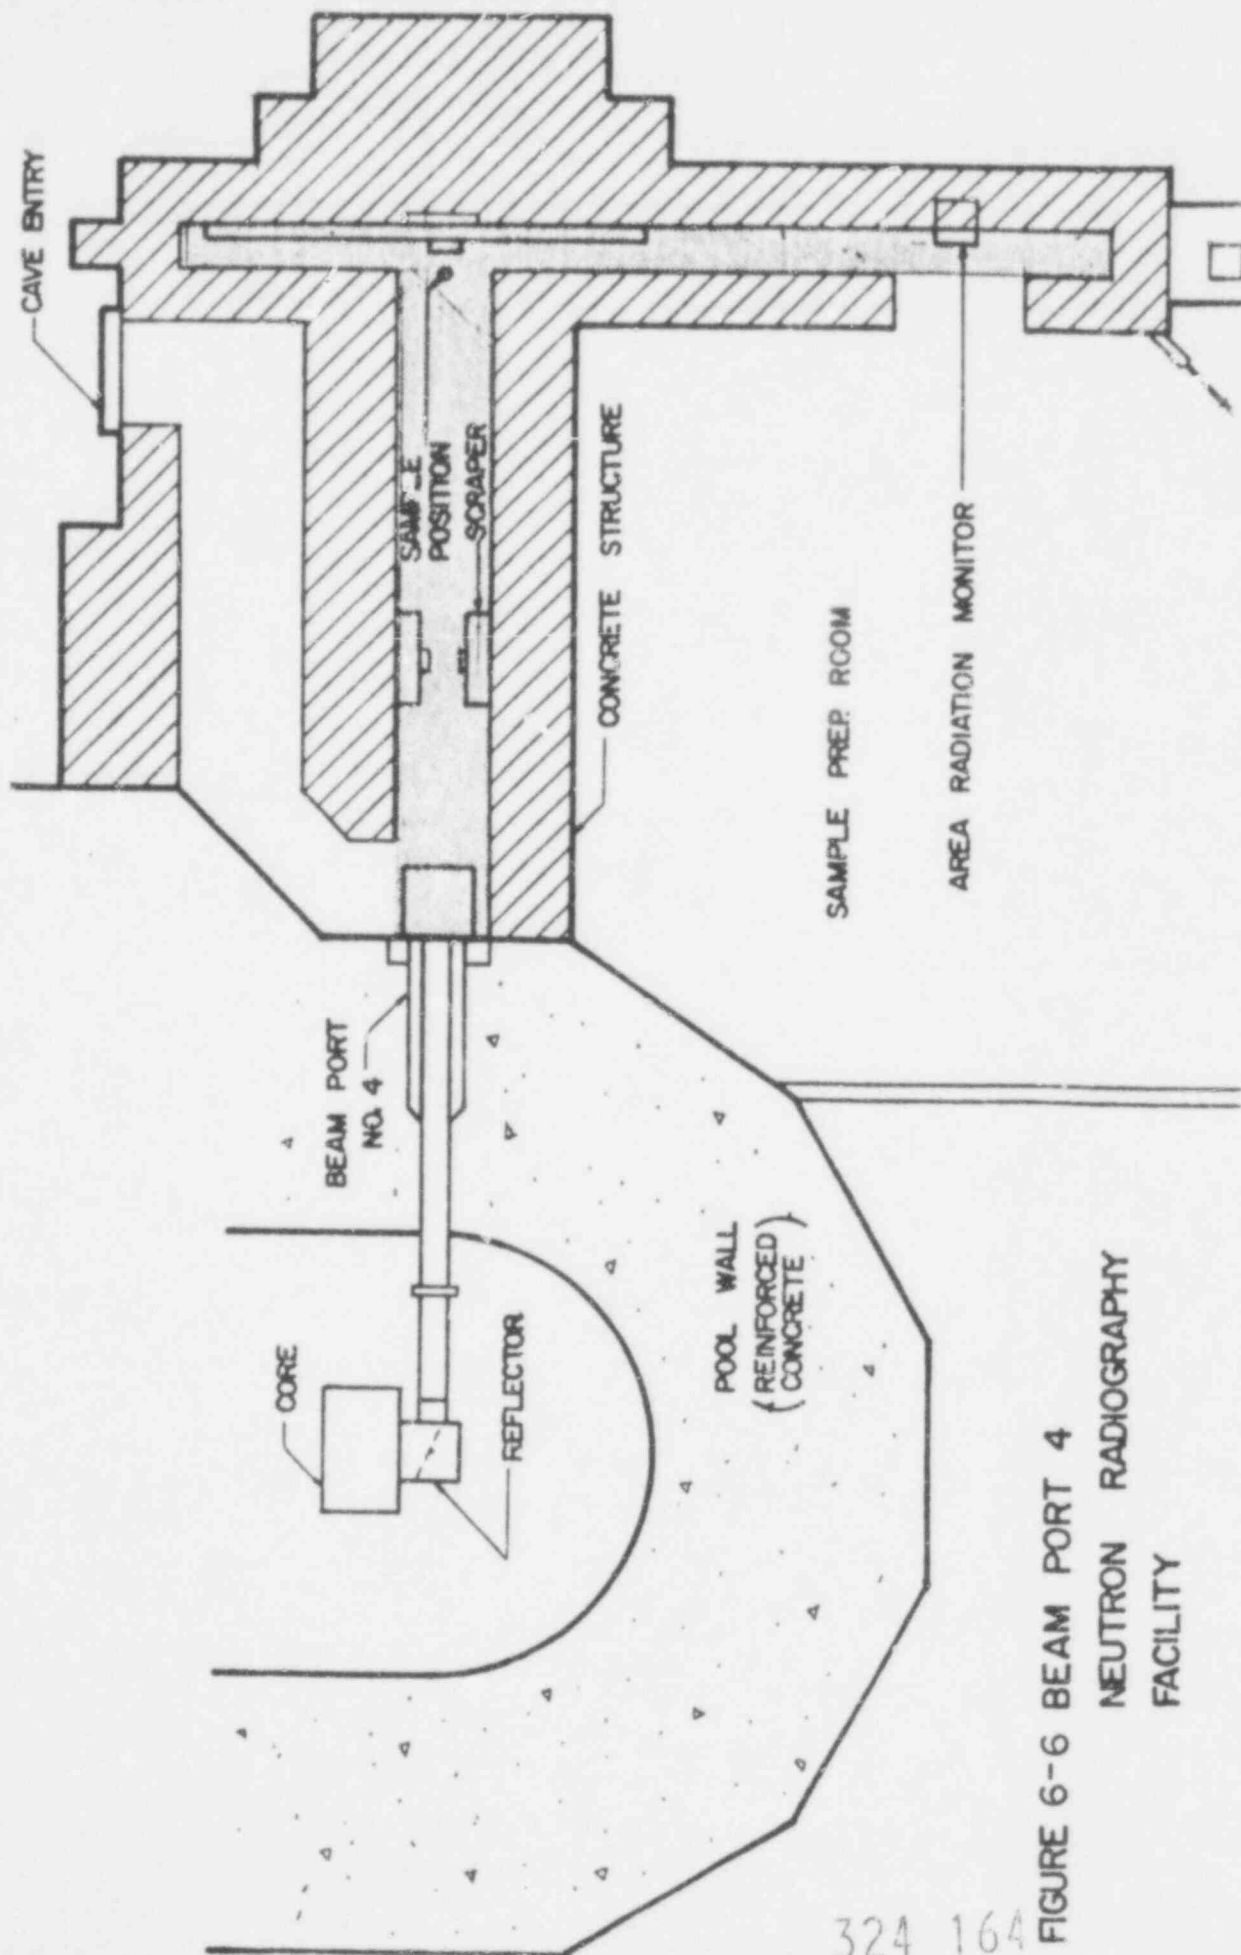 CAVE ENTRY
SAMPLE
POSITION
SCRAPER
CONCRETE STRUCTURE
BEAM PORT
NO. 4
SAMPLE PREP. ROOM
AREA RADIATION MONITOR
CORE
REFLECTOR
POOL WALL
(REINFORCED)
(CONCRETE)
FIGURE 6-6 BEAM PORT 4
NEUTRON RADIOGRAPHY
FACILITY
324 164